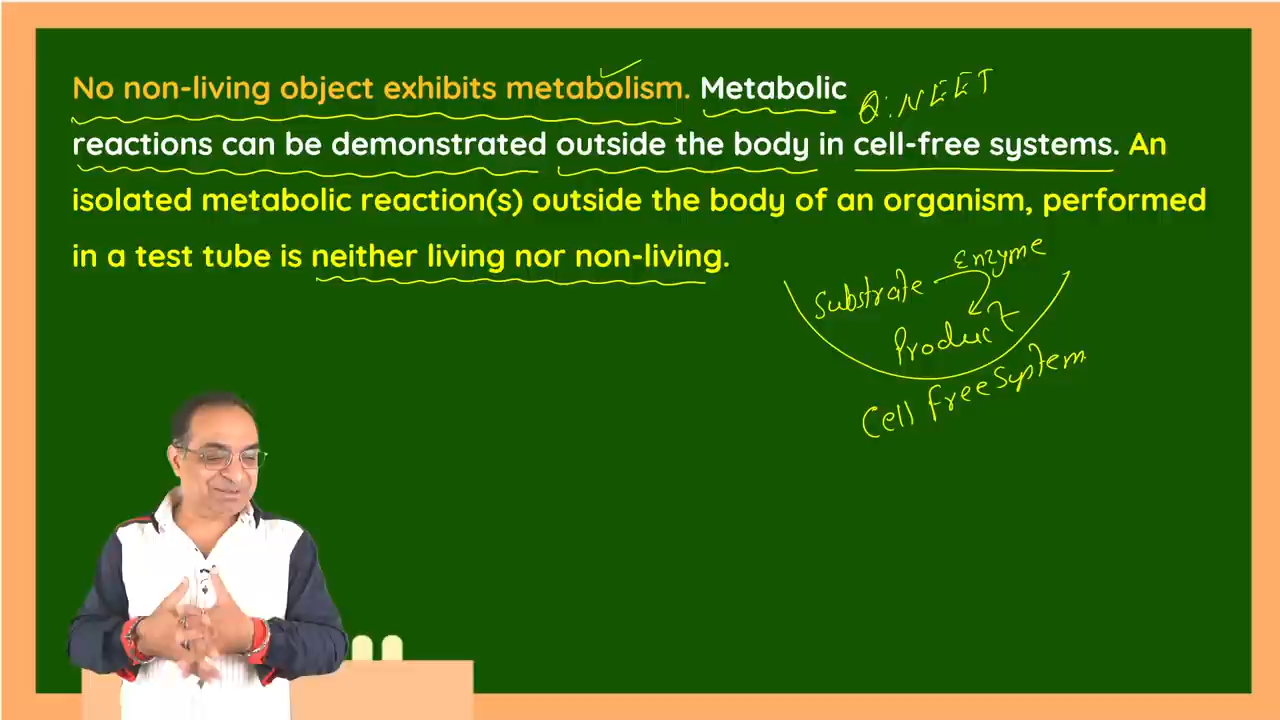 No non-living object exhibits metabolism. Metabolic
Q:NEET
reactions can be demonstrated outside the body in cell-free systems. An
isolated metabolic reaction(s) outside the body of an organism, performed
in a test tube is neither living nor non-living.
Enzyme
Substrate
Product
Cell Free System